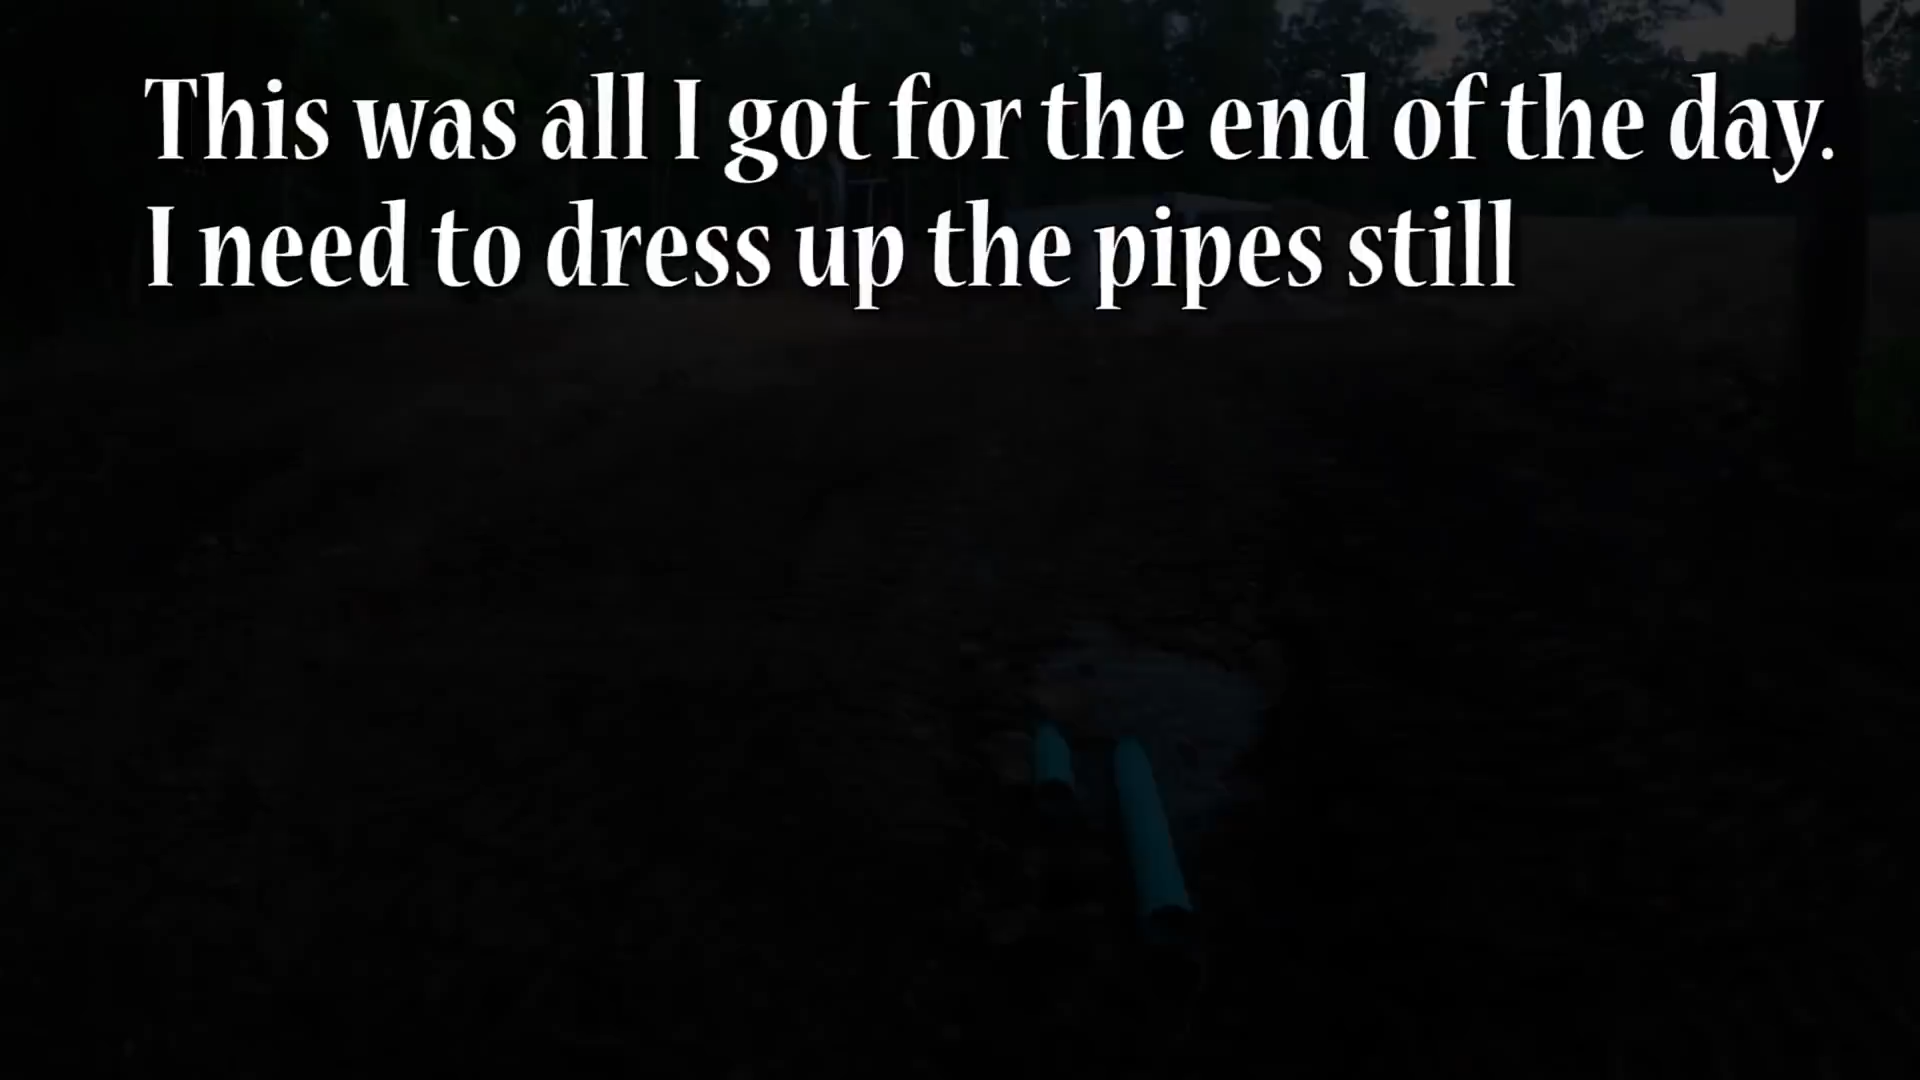 This was all I got for the end of the day.
I need to dress up the pipes still